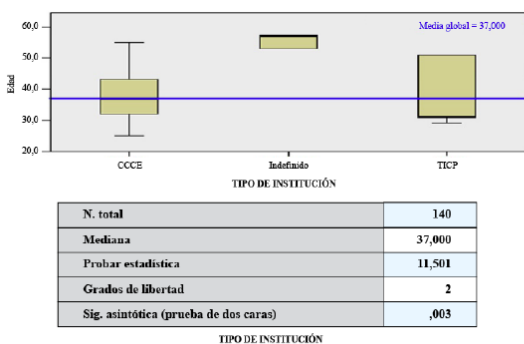 Media global = 37,000
Edad
60,0
50,0
40,0
30,0
20,0
CCCE
Indefinido
TICP
TIPO DE INSTITUCIÓN
N. total 140
Mediana 37,000
Probar estadística 11,501
Grados de libertad 2
Sig. asintótica (prueba de dos caras) ,003
TIPO DE INSTITUCIÓN